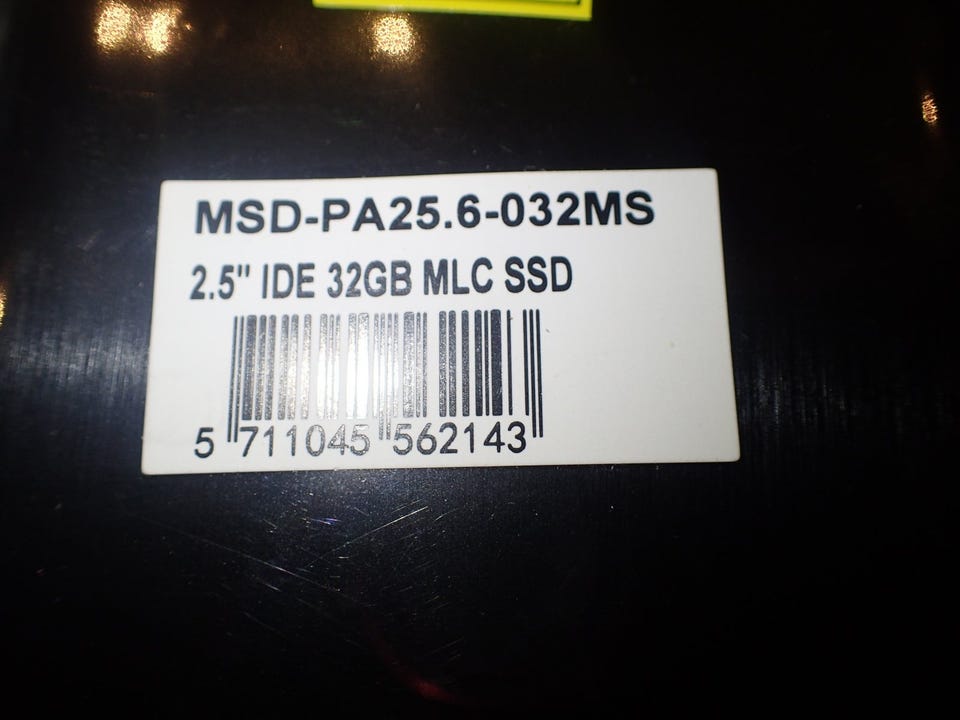 MSD-PA25.6-032MS
2.5" IDE 32GB MLC SSD
5 711045 562143